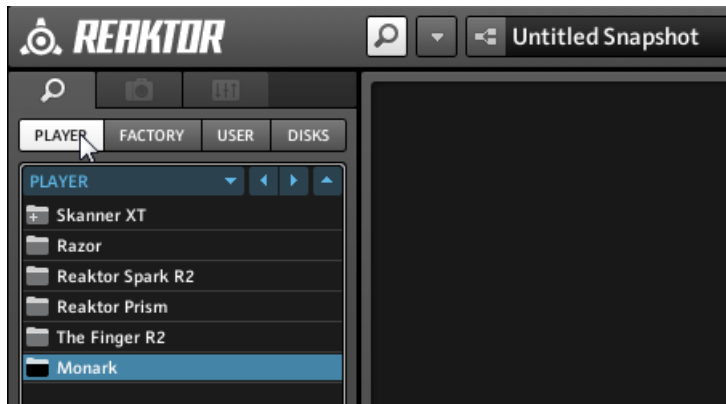 REAKTOR
Untitled Snapshot
PLAYER FACTORY USER DISKS
PLAYER
Skanner XT
Razor
Reaktor Spark R2
Reaktor Prism
The Finger R2
Monark